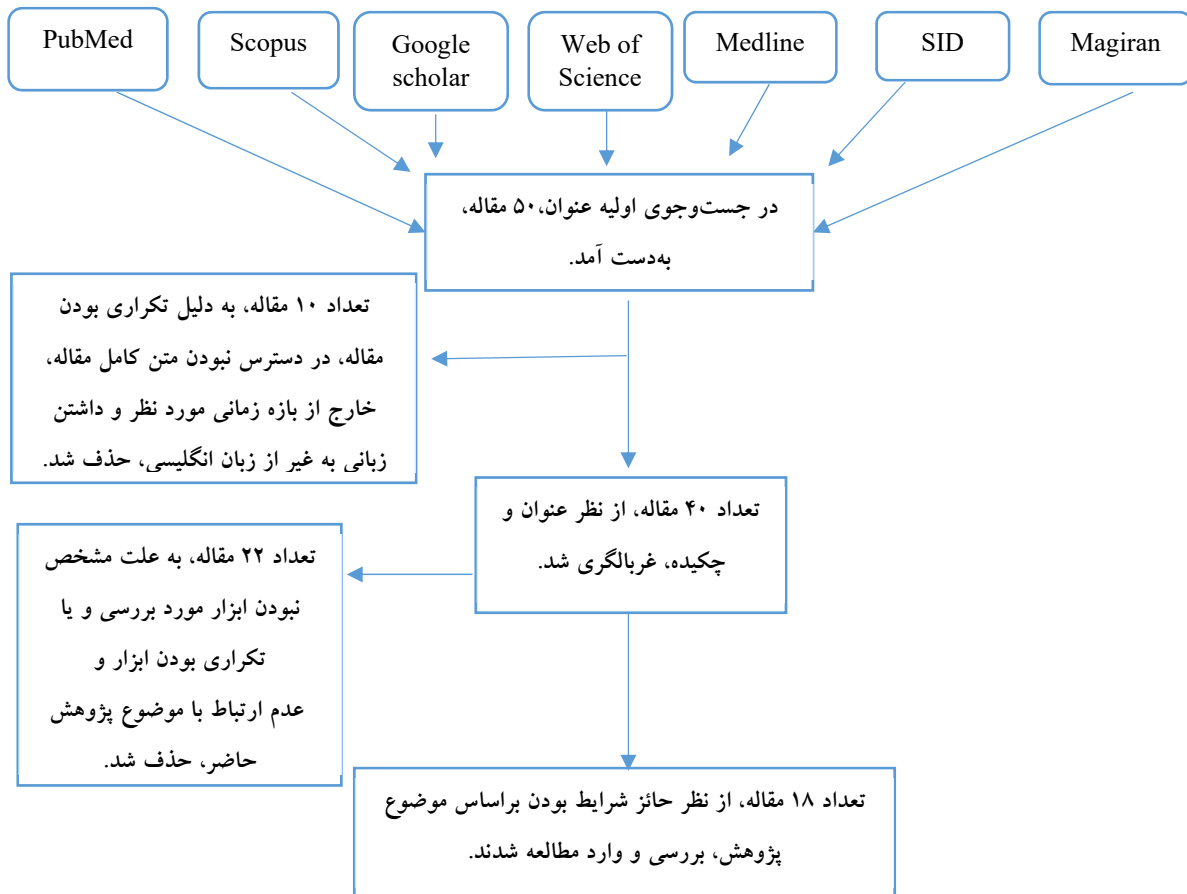 PubMed
Scopus
Google
scholar
Web of
Science
Medline
SID
Magiran
در جست‌وجوی اولیه عنوان،۵۰ مقاله،
به‌دست آمد.
تعداد ۱۰ مقاله، به دلیل تکراری بودن
مقاله، در دسترس نبودن متن کامل مقاله،
خارج از بازه زمانی مورد نظر و داشتن
زبانی به غیر از زبان انگلیسی، حذف شد.
تعداد ۴۰ مقاله، از نظر عنوان و
چکیده، غربالگری شد.
تعداد ۲۲ مقاله، به علت مشخص
نبودن ابزار مورد بررسی و یا
تکراری بودن ابزار و
عدم ارتباط با موضوع پژوهش
حاضر، حذف شد.
تعداد ۱۸ مقاله، از نظر حائز شرایط بودن براساس موضوع
پژوهش، بررسی و وارد مطالعه شدند.